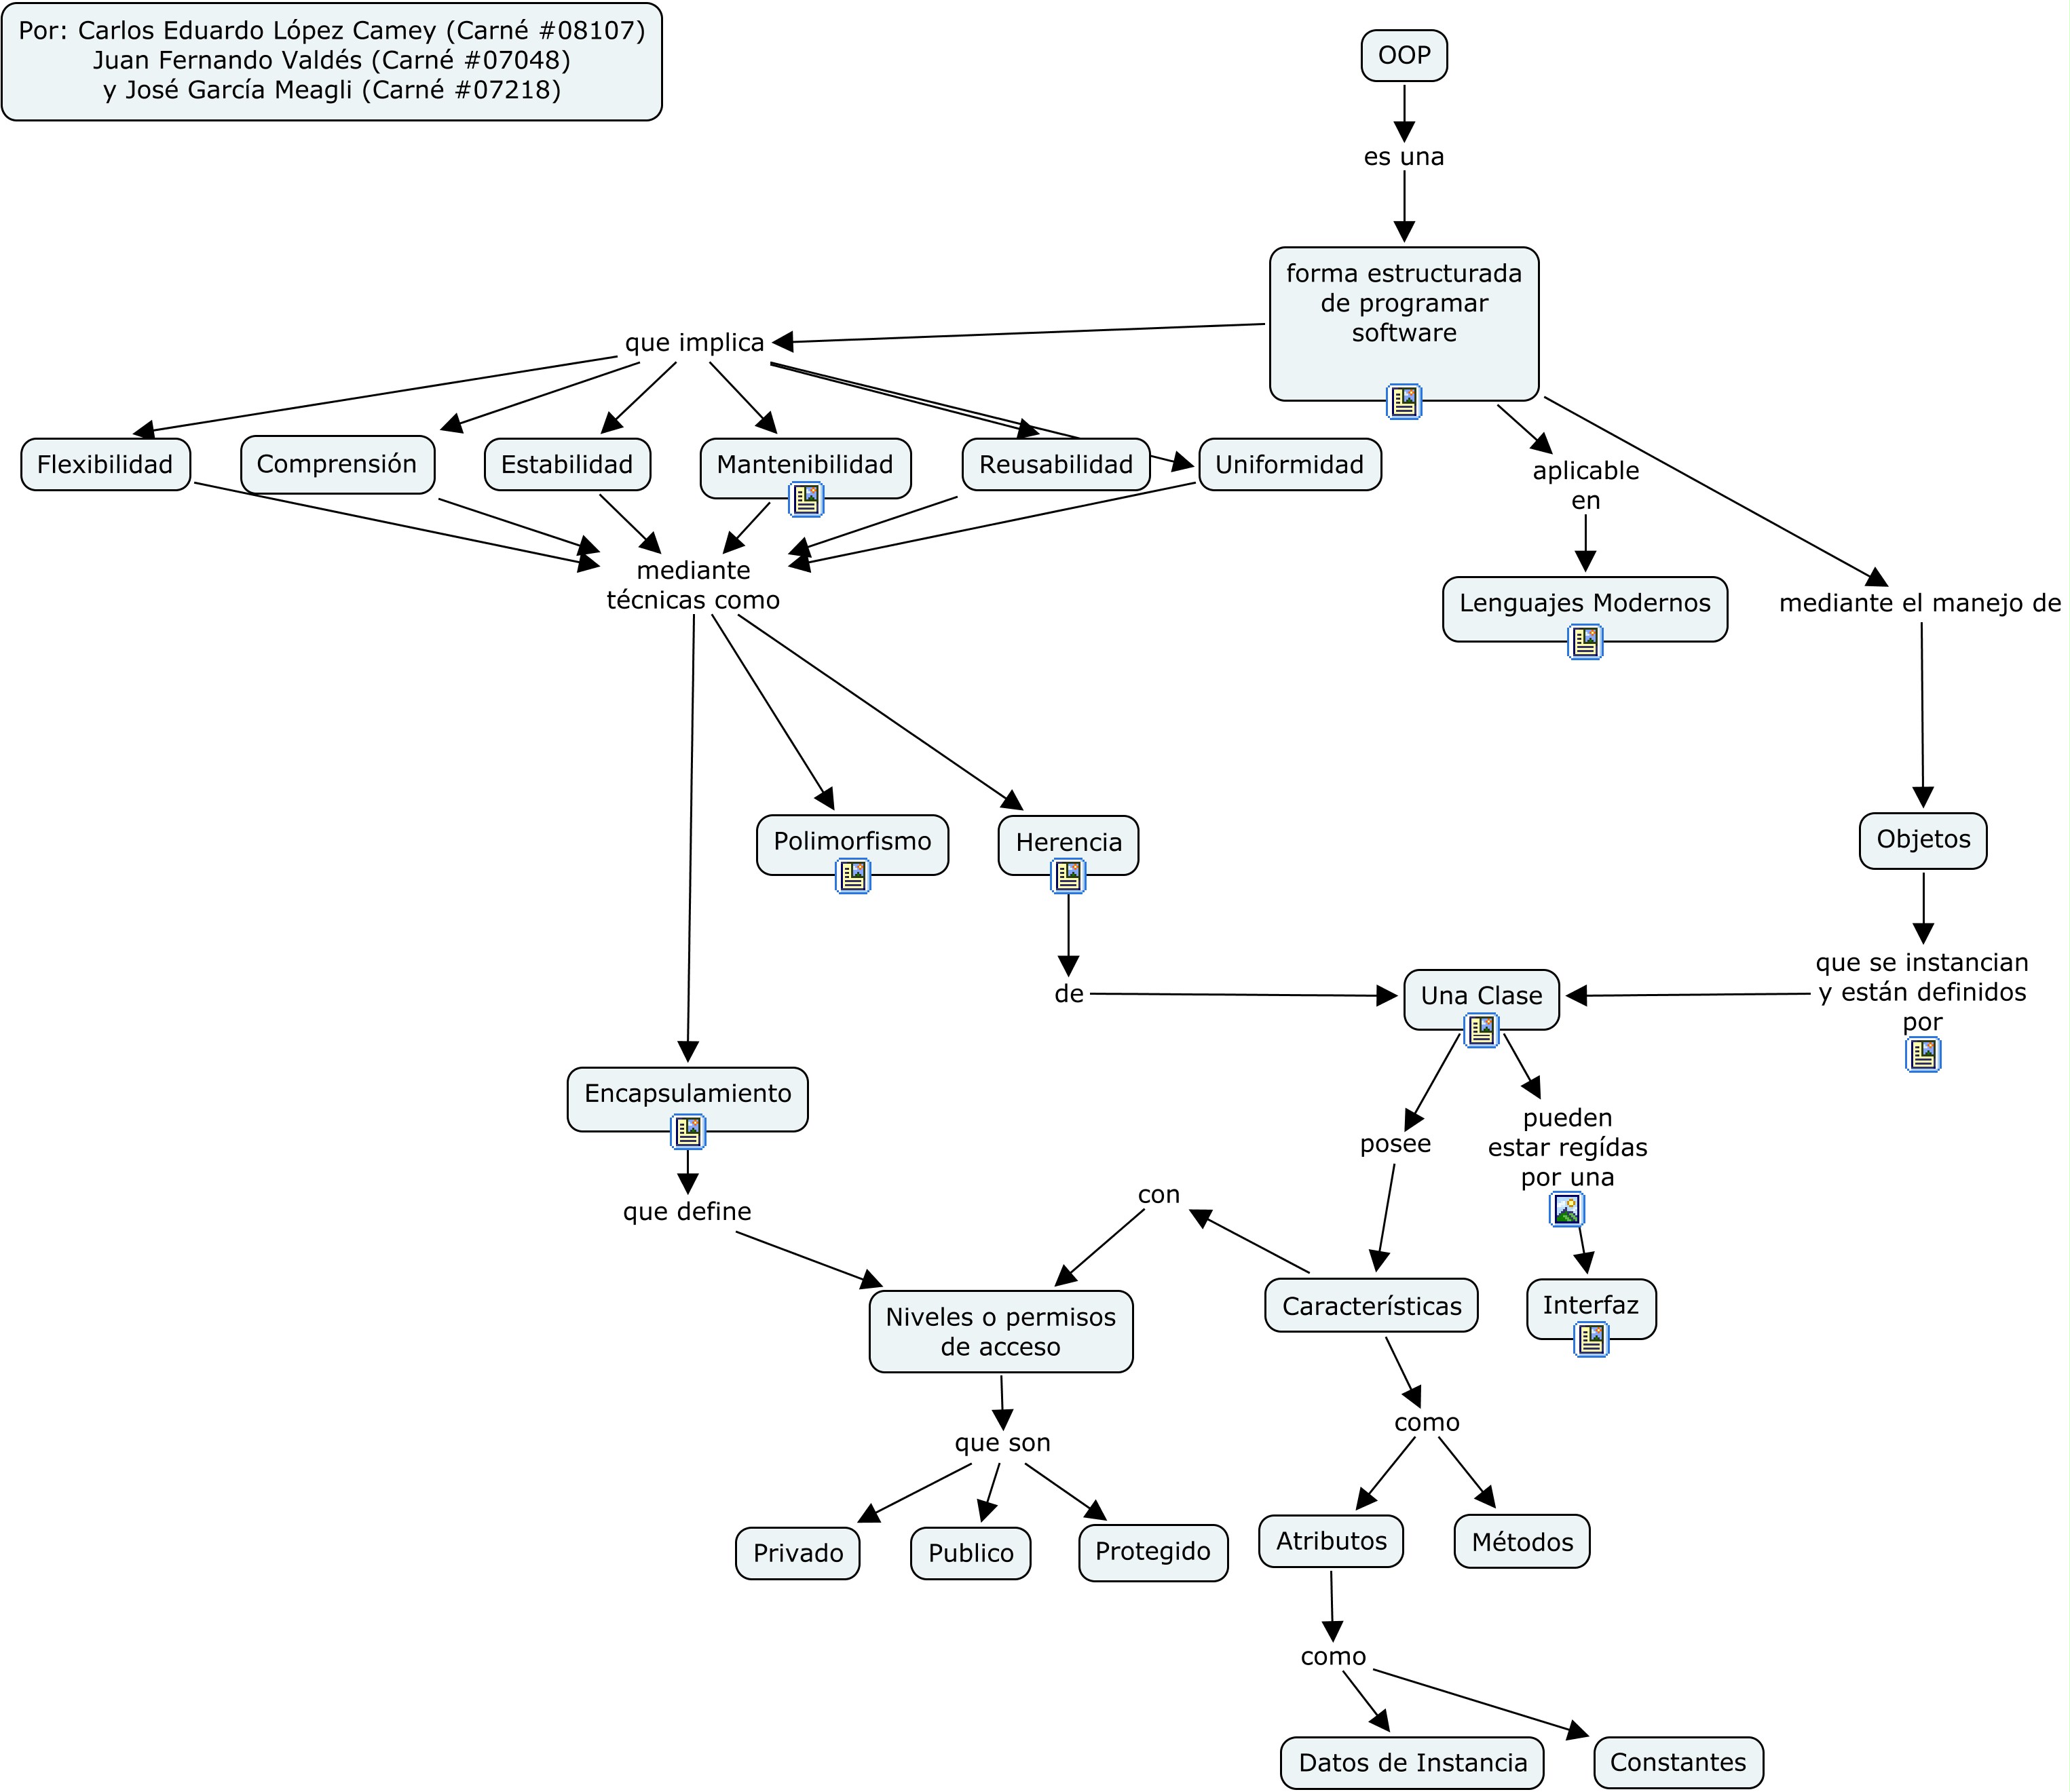 Por: Carlos Eduardo López Camey (Carné #08107)
Juan Fernando Valdés (Carné #07048)
y José García Meagli (Carné #07218)
OOP
es una
forma estructurada
de programar
software
que implica
Flexibilidad
Comprensión
Estabilidad
Mantenibilidad
Reusabilidad
Uniformidad
aplicable
en
mediante
técnicas como
Lenguajes Modernos
mediante el manejo de
Polimorfismo
Herencia
Objetos
de
Una Clase
que se instancian
y están definidos
por
Encapsulamiento
posee
pueden
estar regídas
por una
que define
con
Niveles o permisos
de acceso
Características
Interfaz
que son
como
Privado
Publico
Protegido
Atributos
Métodos
como
Datos de Instancia
Constantes